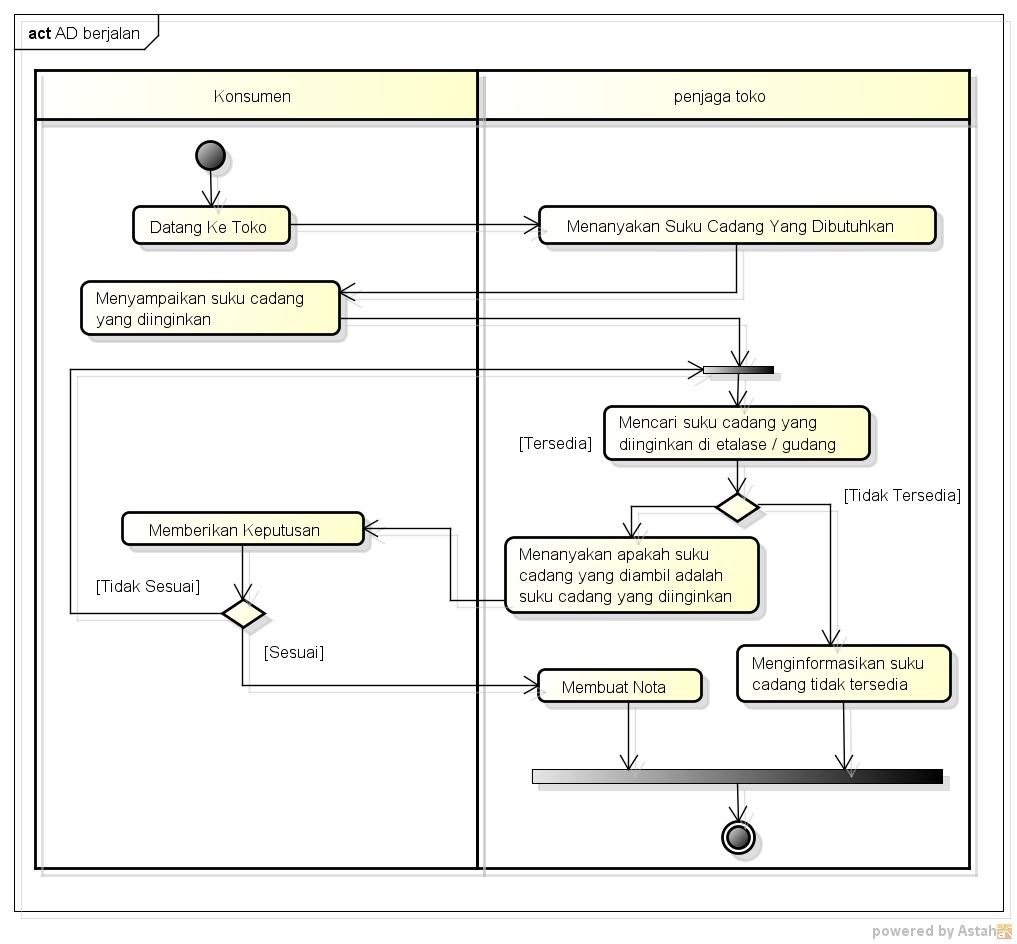 act AD berjalan
Konsumen
penjaga toko
Datang Ke Toko
Menanyakan Suku Cadang Yang Dibutuhkan
Menyampaikan suku cadang
yang diinginkan
Mencari suku cadang yang
diinginkan di etalase / gudang
[Tersedia]
[Tidak Tersedia]
Memberikan Keputusan
Menanyakan apakah suku
cadang yang diambil adalah
suku cadang yang diinginkan
[Tidak Sesuai]
[Sesuai]
Menginformasikan suku
cadang tidak tersedia
Membuat Nota
powered by Astah